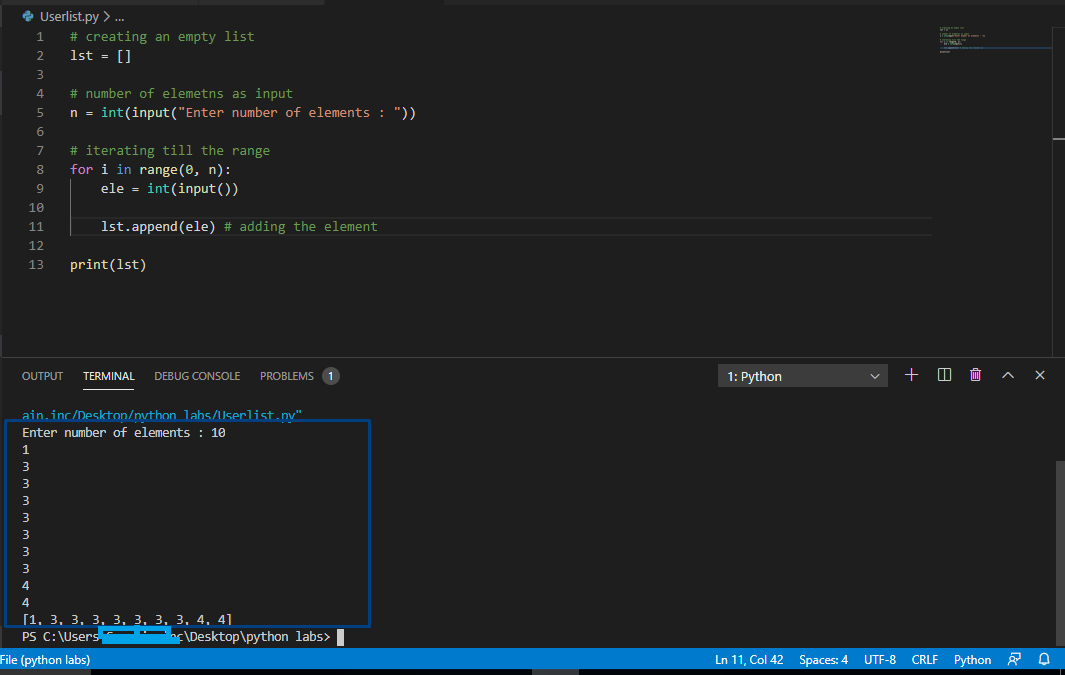 Userlist.py > ...
1 # creating an empty list
2 lst = []
3
4 # number of elemetns as input
5 n = int(input("Enter number of elements : "))
6
7 # iterating till the range
8 for i in range(0, n):
9 ele = int(input())
10
11 lst.append(ele) # adding the element
12
13 print(lst)
OUTPUT TERMINAL DEBUG CONSOLE PROBLEMS 1 1: Python
ain.inc/Desktop/python labs/Userlist.py"
Enter number of elements : 10
1
3
3
3
3
3
3
3
4
4
[1, 3, 3, 3, 3, 3, 3, 3, 4, 4]
PS C:\Users c\Desktop\python labs>
File (python labs) Ln 11, Col 42 Spaces: 4 UTF-8 CRLF Python